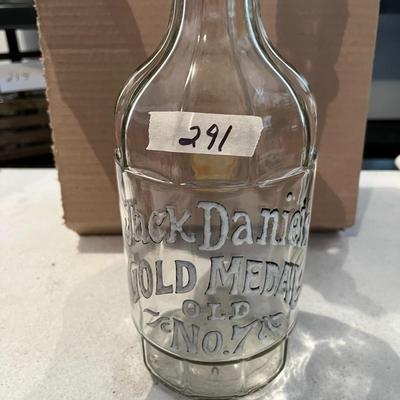 291
Jack Daniel's
GOLD MEDAL
OLD
No. 7